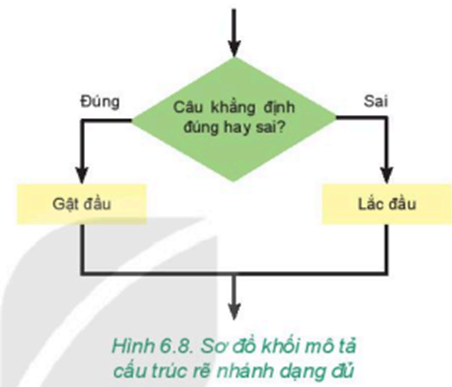 Đúng
Sai
Câu khẳng định
đúng hay sai?
Gật đầu
Lắc đầu
Hình 6.8. Sơ đồ khối mô tả
cấu trúc rẽ nhánh dạng đủ